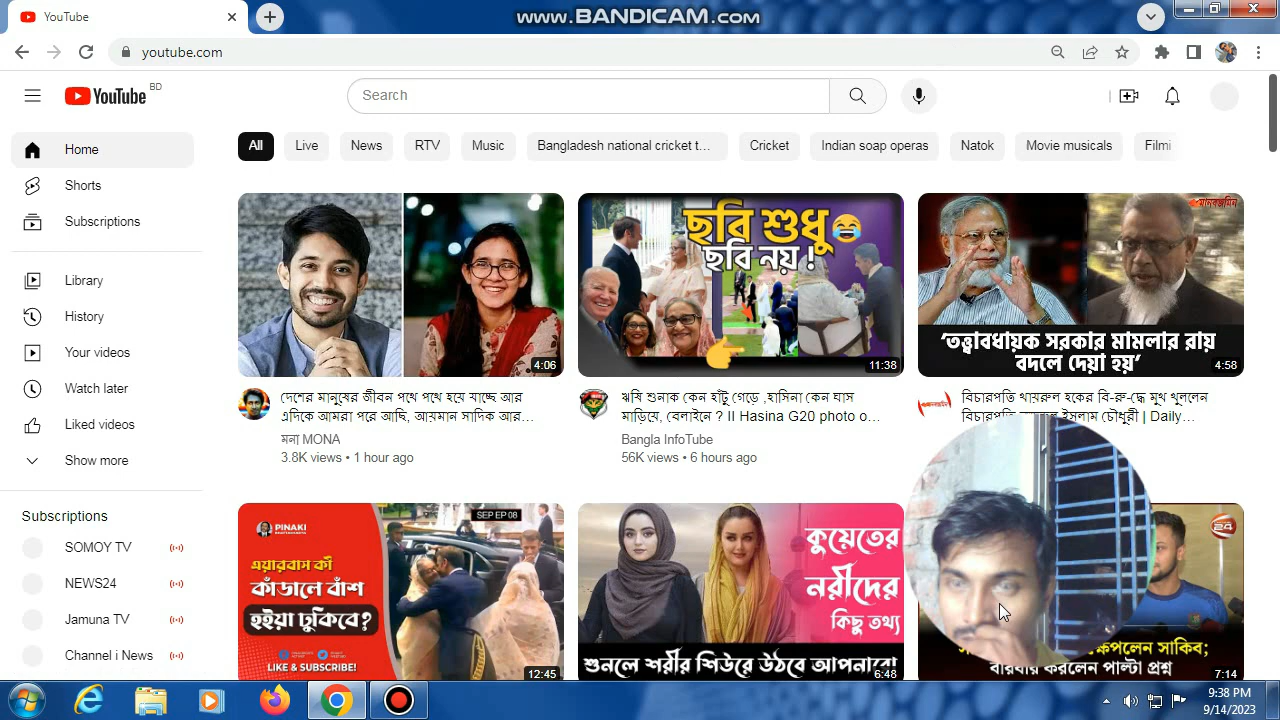 YouTube
www.BANDICAM.com
youtube.com
YouTube BD
Search
All
Live
News
RTV
Music
Bangladesh national cricket t...
Cricket
Indian soap operas
Natok
Movie musicals
Filmi
Home
Shorts
Subscriptions
Library
History
Your videos
Watch later
Liked videos
Show more
Subscriptions
SOMOY TV
NEWS24
Jamuna TV
Channel i News
4:06
দেশের মানুষের জীবন পথে পথে হয়ে যাচ্ছে আর
এদিকে আমরা পরে আছি, আয়মান সাদিক আর...
মনা MONA
3.8K views • 1 hour ago
ছবি শুধু
ছবি নয় !
11:38
ঋষি শুনাক কেন হাঁটু গেড়ে ,হাসিনা কেন ঘাস
মাড়িয়ে, বেলাইনে ? II Hasina G20 photo o...
Bangla InfoTube
56K views • 6 hours ago
মানবজমিন
‘তত্ত্বাবধায়ক সরকার মামলার রায়
বদলে দেয়া হয়’
4:58
বিচারপতি খায়রুল হকের বি-রুদ্ধে মুখ খুললেন
ইসলাম চৌধুরী | Daily...
SEP EP 08
PINAKI
এয়ারবাস কী
কাঁডালে বাঁশ
হইয়া ঢুকিবে?
LIKE & SUBSCRIBE!
12:45
কুয়েতের
নরীদের
কিছু তথ্য
শুনলে শরীর শিউরে উঠবে আপনারো
6:48
24
ক্ষেপলেন সাকিব;
বারবার করলেন পাল্টা প্রশ্ন
7:14
9:38 PM
9/14/2023